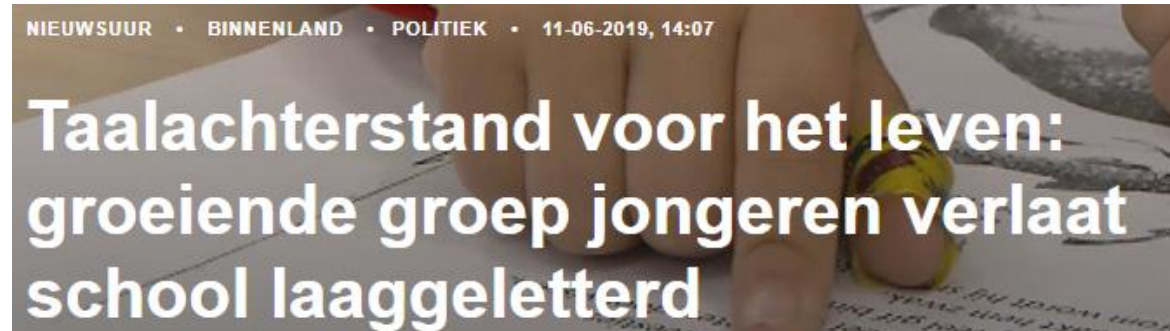 NIEUWSUUR • BINNENLAND • POLITIEK • 11-06-2019, 14:07
Taalachterstand voor het leven:
groeiende groep jongeren verlaat
school laaggeletterd